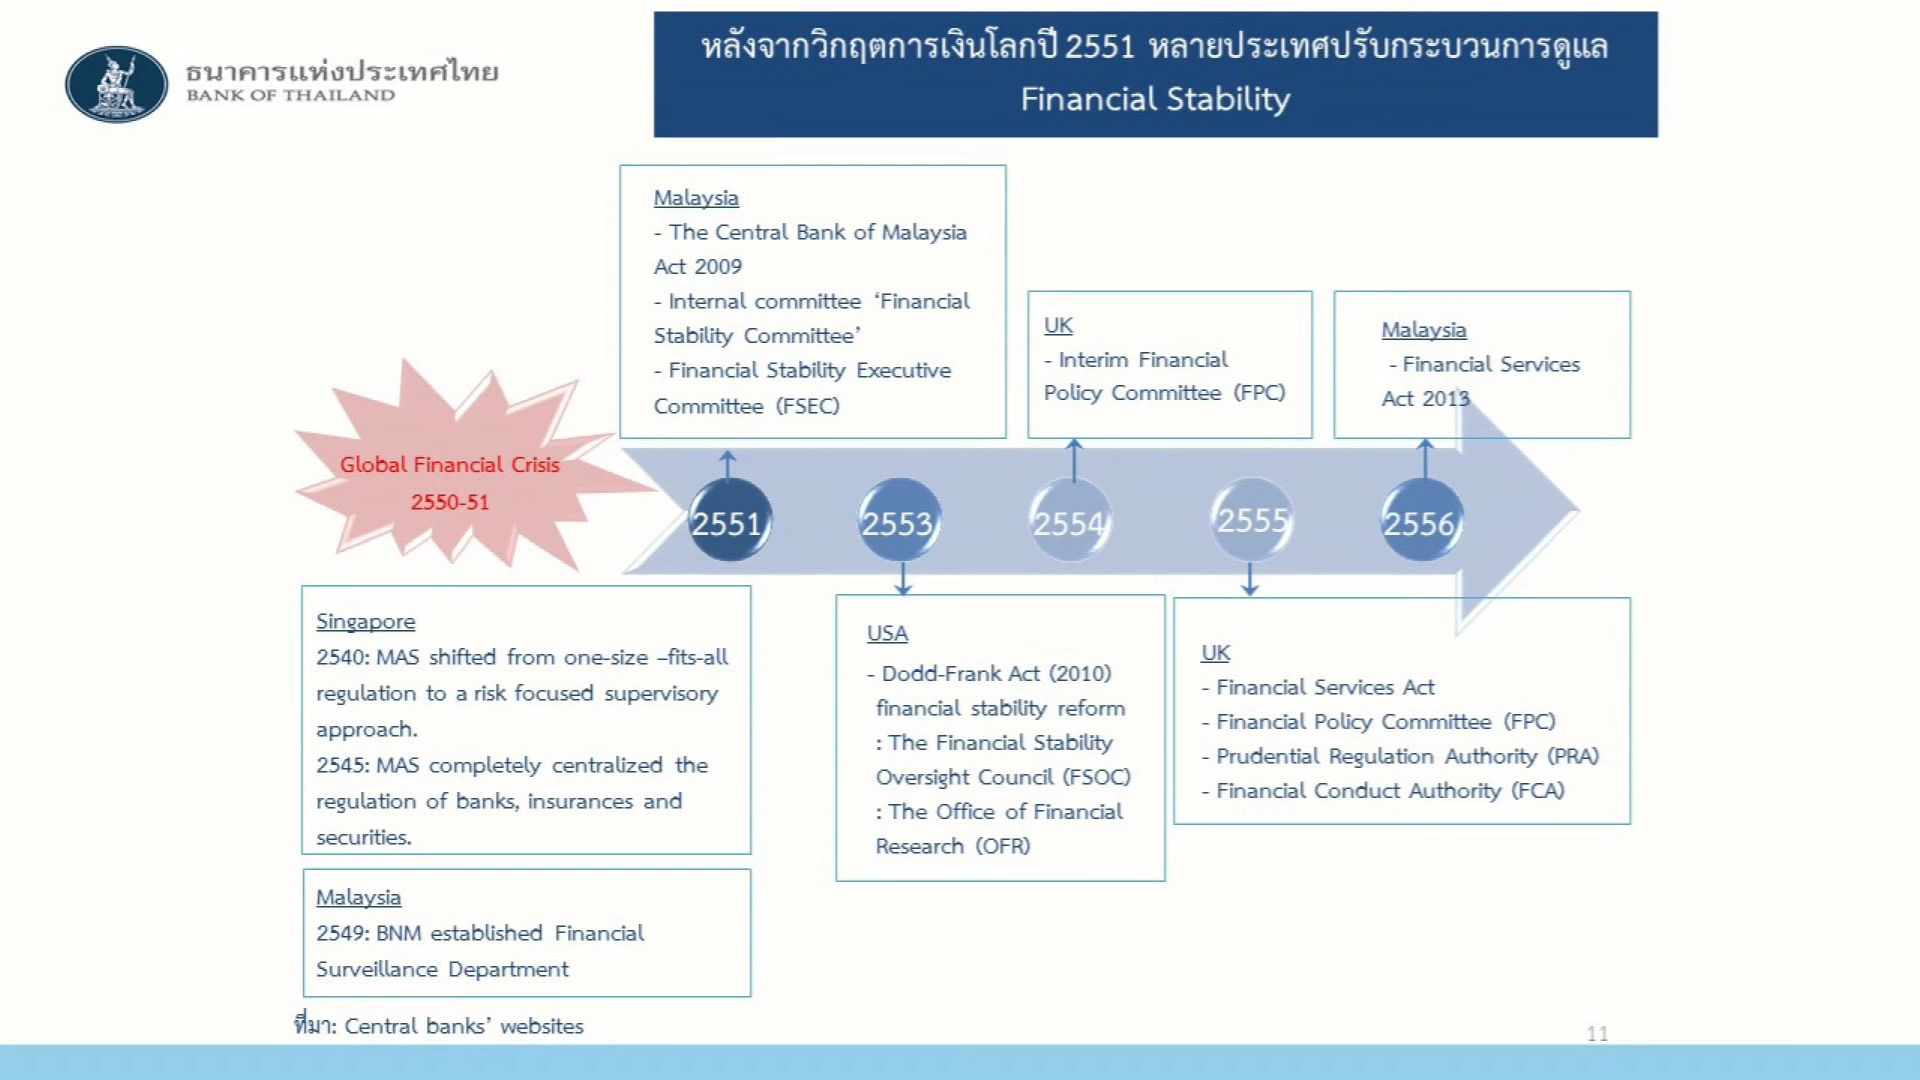 ธนาคารแห่งประเทศไทย
BANK OF THAILAND
หลังจากวิกฤตการเงินโลกปี 2551 หลายประเทศปรับกระบวนการดูแล
Financial Stability
Malaysia
- The Central Bank of Malaysia
Act 2009
- Internal committee ‘Financial
Stability Committee’
- Financial Stability Executive
Committee (FSEC)
UK
- Interim Financial
Policy Committee (FPC)
Malaysia
- Financial Services
Act 2013
Global Financial Crisis
2550-51
2551
2553
2554
2555
2556
Singapore
2540: MAS shifted from one-size –fits-all
regulation to a risk focused supervisory
approach.
2545: MAS completely centralized the
regulation of banks, insurances and
securities.
USA
- Dodd-Frank Act (2010)
financial stability reform
: The Financial Stability
Oversight Council (FSOC)
: The Office of Financial
Research (OFR)
UK
- Financial Services Act
- Financial Policy Committee (FPC)
- Prudential Regulation Authority (PRA)
- Financial Conduct Authority (FCA)
Malaysia
2549: BNM established Financial
Surveillance Department
ที่มา: Central banks’ websites
11